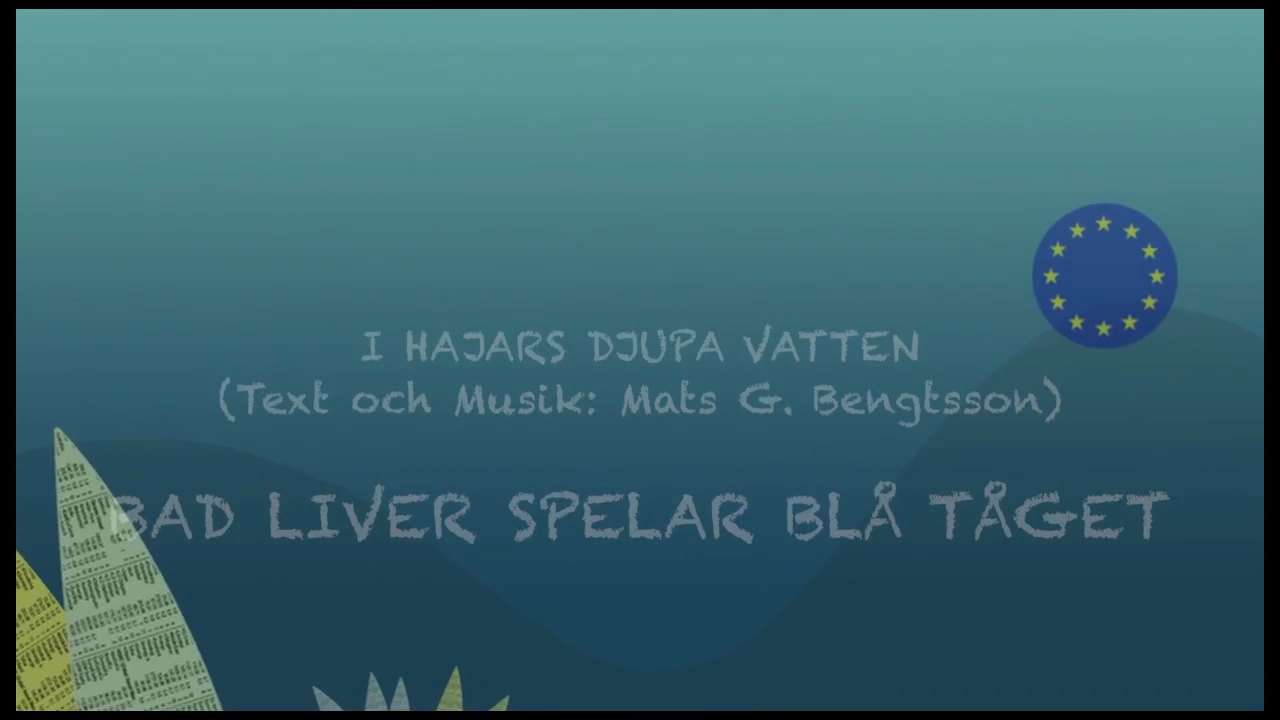 I HAJARS DJUPA VATTEN
(Text och Musik: Mats G. Bengtsson)
BAD LIVER SPELAR BLÅ TÅGET